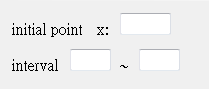 initial point x:
interval ~